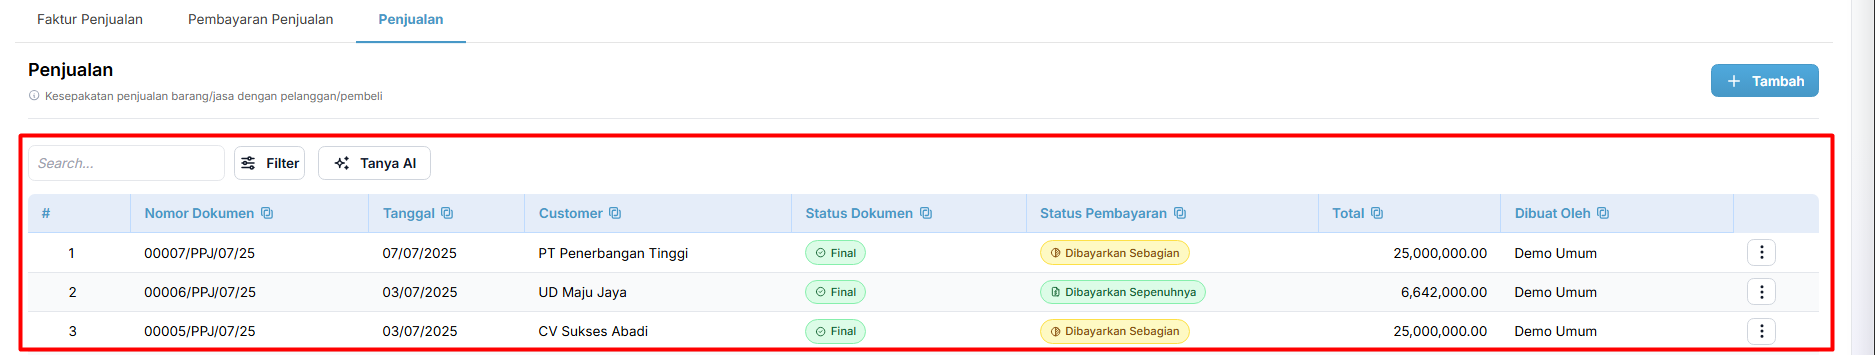 Faktur Penjualan Pembayaran Penjualan Penjualan
Penjualan
Kesepakatan penjualan barang/jasa dengan pelanggan/pembeli
+ Tambah
Search... Filter Tanya AI
# Nomor Dokumen Tanggal Customer Status Dokumen Status Pembayaran Total Dibuat Oleh
1 00007/PPJ/07/25 07/07/2025 PT Penerbangan Tinggi Final Dibayarkan Sebagian 25,000,000.00 Demo Umum
2 00006/PPJ/07/25 03/07/2025 UD Maju Jaya Final Dibayarkan Sepenuhnya 6,642,000.00 Demo Umum
3 00005/PPJ/07/25 03/07/2025 CV Sukses Abadi Final Dibayarkan Sebagian 25,000,000.00 Demo Umum